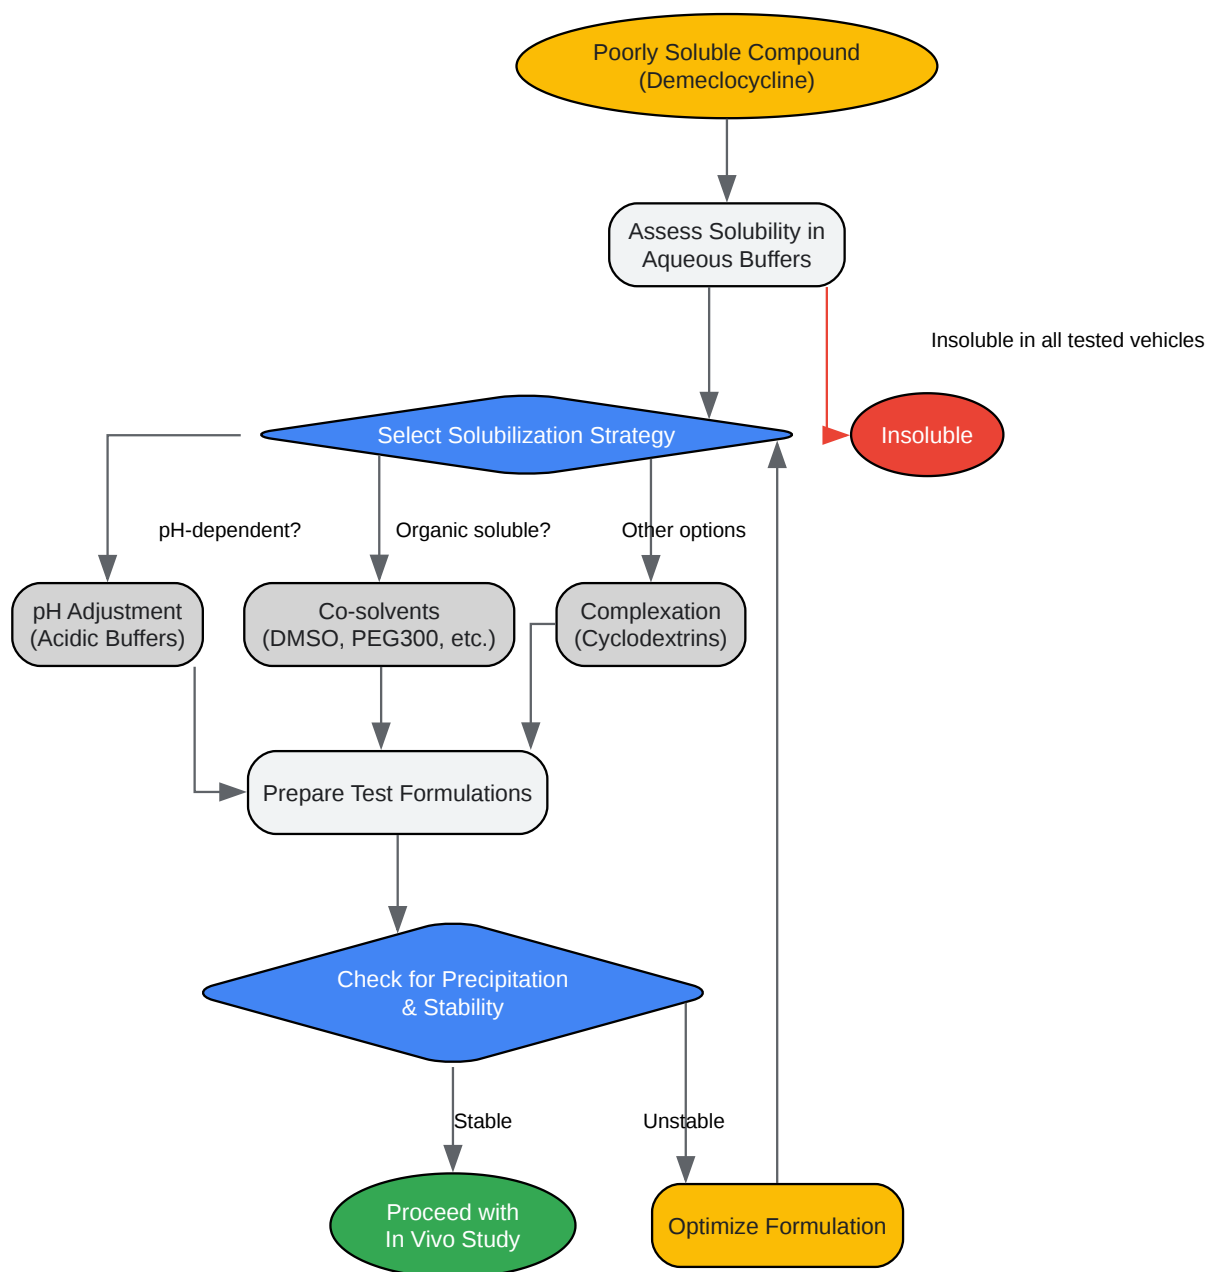 Poorly Soluble Compound
(Demeclocycline)
Assess Solubility in
Aqueous Buffers
Insoluble in all tested vehicles
Select Solubilization Strategy
Insoluble
pH-dependent?
Organic soluble?
Other options
pH Adjustment
(Acidic Buffers)
Co-solvents
(DMSO, PEG300, etc.)
Complexation
(Cyclodextrins)
Prepare Test Formulations
Check for Precipitation
& Stability
Stable
Unstable
Proceed with
In Vivo Study
Optimize Formulation